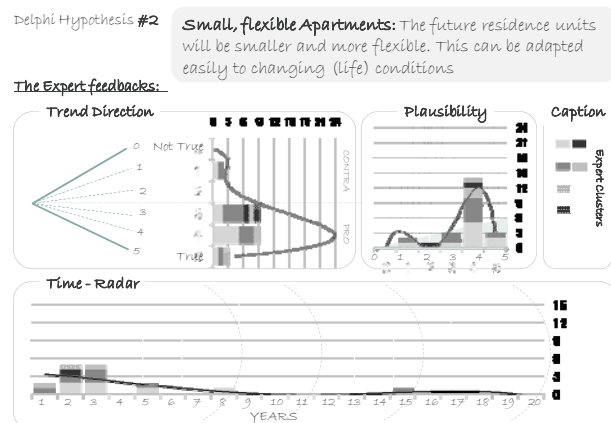 Delphi Hypothesis #2
Small, flexible Apartments: The future residence units
will be smaller and more flexible. This can be adapted
easily to changing (life) conditions
The Expert feedbacks:
Trend Direction
0
1
2
3
4
5
Not True
True
CONTRA
PRO
Plausibility
0 1 2 3 4 5
Caption
Expert Clusters
Time - Radar
15
12
1 2 3 4 5 6 7 8 9 10 11 12 13 14 15 16 17 18 19 20
YEARS